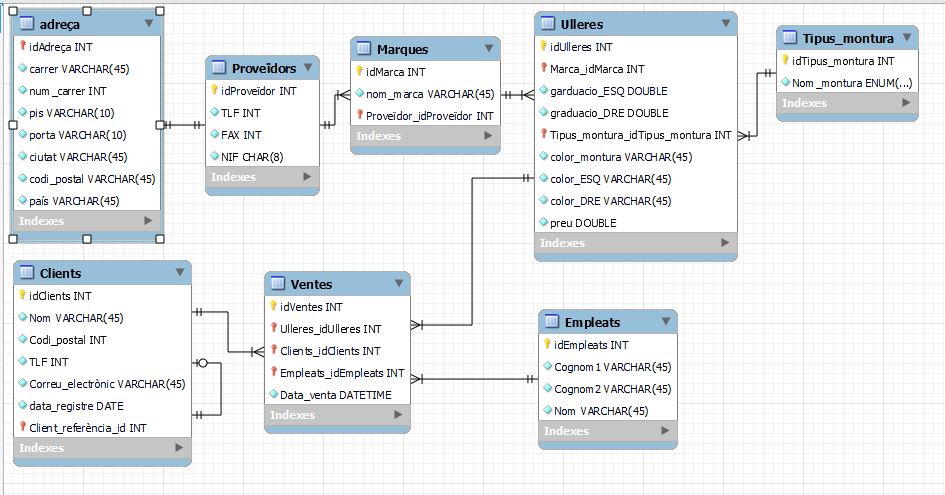 adreça
idAdreça INT
carrer VARCHAR(45)
num_carrer INT
pis VARCHAR(10)
porta VARCHAR(10)
ciutat VARCHAR(45)
codi_postal VARCHAR(45)
país VARCHAR(45)
Indexes
Proveïdors
idProveïdor INT
TLF INT
FAX INT
NIF CHAR(8)
Indexes
Marques
idMarca INT
nom_marca VARCHAR(45)
Proveïdor_idProveïdor INT
Indexes
Ulleres
idUlleres INT
Marca_idMarca INT
garduacio_ESQ DOUBLE
graduacio_DRE DOUBLE
Tipus_montura_idTipus_montura INT
color_montura VARCHAR(45)
color_ESQ VARCHAR(45)
color_DRE VARCHAR(45)
preu DOUBLE
Indexes
Tipus_montura
idTipus_montura INT
Nom_montura ENUM(...)
Indexes
Clients
idClients INT
Nom VARCHAR(45)
Codi_postal INT
TLF INT
Correu_electrònic VARCHAR(45)
data_registre DATE
Client_referència_id INT
Indexes
Ventes
idVentes INT
Ulleres_idUlleres INT
Clients_idClients INT
Empleats_idEmpleats INT
Data_venta DATETIME
Indexes
Empleats
idEmpleats INT
Cognom1 VARCHAR(45)
Cognom2 VARCHAR(45)
Nom VARCHAR(45)
Indexes